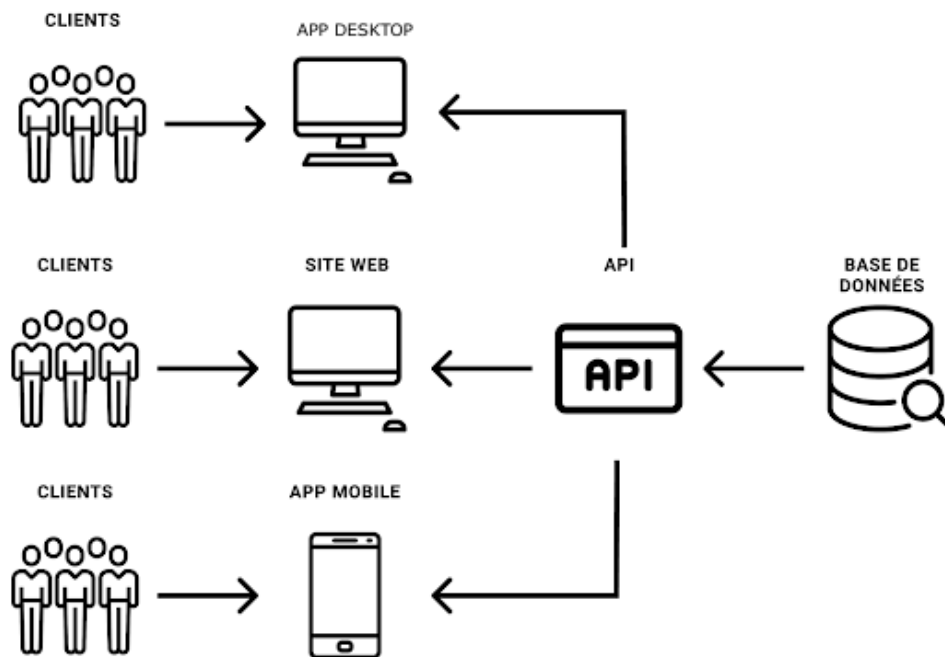 CLIENTS
APP DESKTOP
CLIENTS
SITE WEB
API
BASE DE
DONNÉES
API
CLIENTS
APP MOBILE